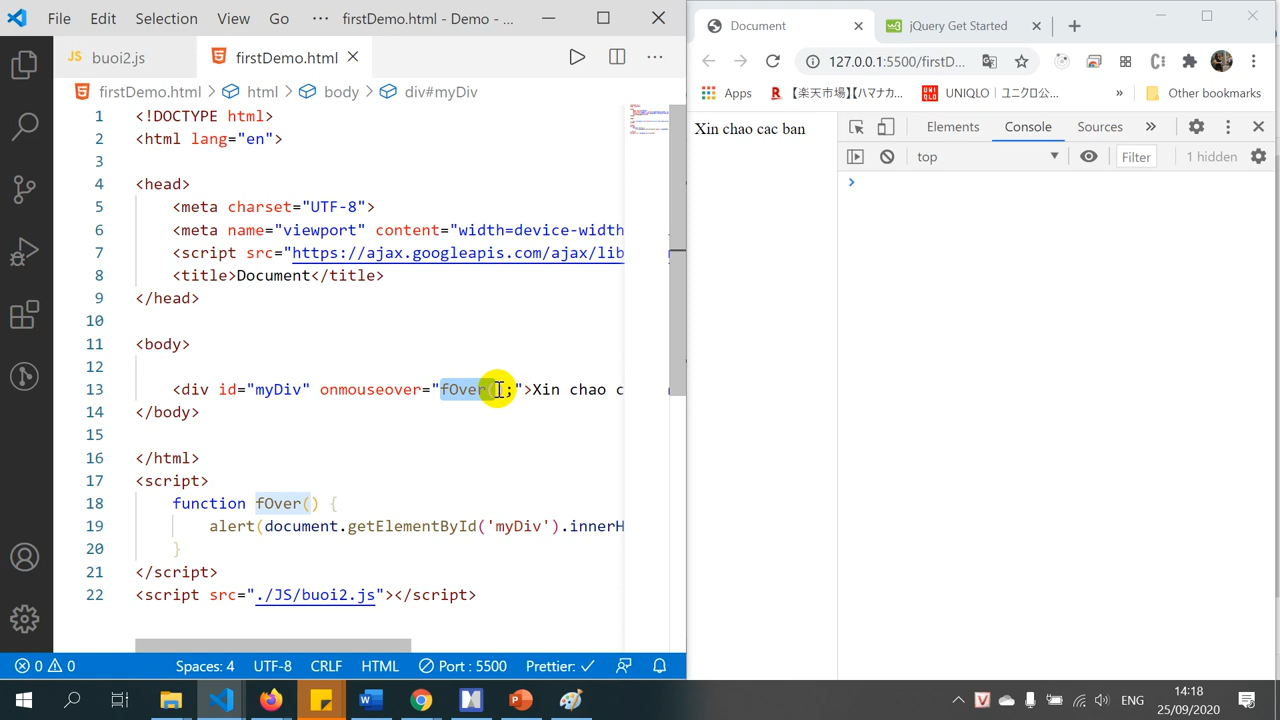 File Edit Selection View Go ··· firstDemo.html - Demo - ...
JS buoi2.js
firstDemo.html
firstDemo.html > html > body > div#myDiv
1 <!DOCTYPE html>
2 <html lang="en">
3
4 <head>
5 <meta charset="UTF-8">
6 <meta name="viewport" content="width=device-width
7 <script src="https://ajax.googleapis.com/ajax/lib
8 <title>Document</title>
9 </head>
10
11 <body>
12
13 <div id="myDiv" onmouseover="fOver();">Xin chao c
14 </body>
15
16 </html>
17 <script>
18 function fOver() {
19 alert(document.getElementById('myDiv').innerH
20 }
21 </script>
22 <script src="./JS/buoi2.js"></script>
0 0 Spaces: 4 UTF-8 CRLF HTML Port : 5500 Prettier: ✓
Document
jQuery Get Started
127.0.0.1:5500/firstD...
Apps 【楽天市場】【ハマナカ... UNIQLO｜ユニクロ公... » Other bookmarks
Xin chao cac ban
Elements Console Sources »
top Filter 1 hidden
ENG
14:18
25/09/2020